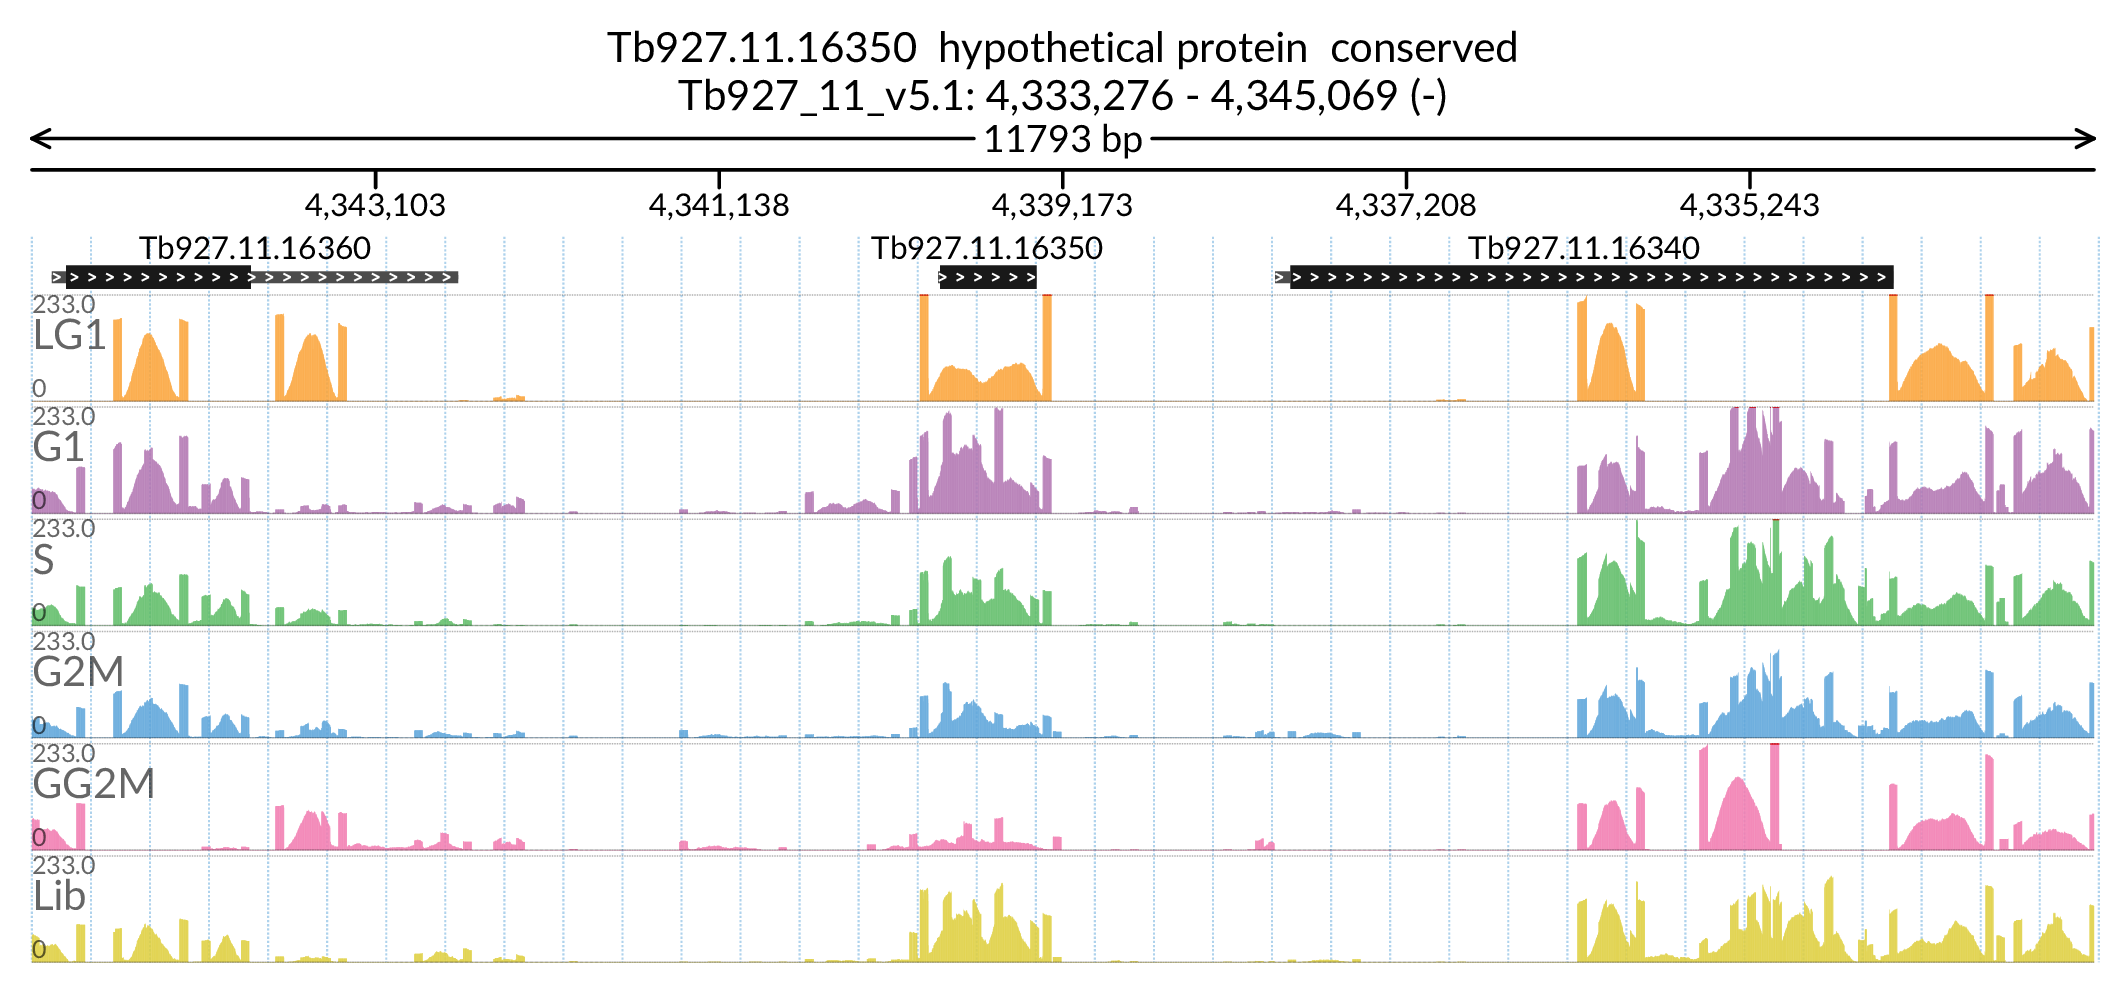 Tb927.11.16350  hypothetical protein  conserved
Tb927_11_v5.1: 4,333,276 - 4,345,069 (-)
11793 bp
4,343,103 4,341,138 4,339,173 4,337,208 4,335,243
Tb927.11.16360 Tb927.11.16350 Tb927.11.16340
233.0
LG1
0
233.0
G1
0
233.0
S
0
233.0
G2M
0
233.0
GG2M
0
233.0
Lib
0